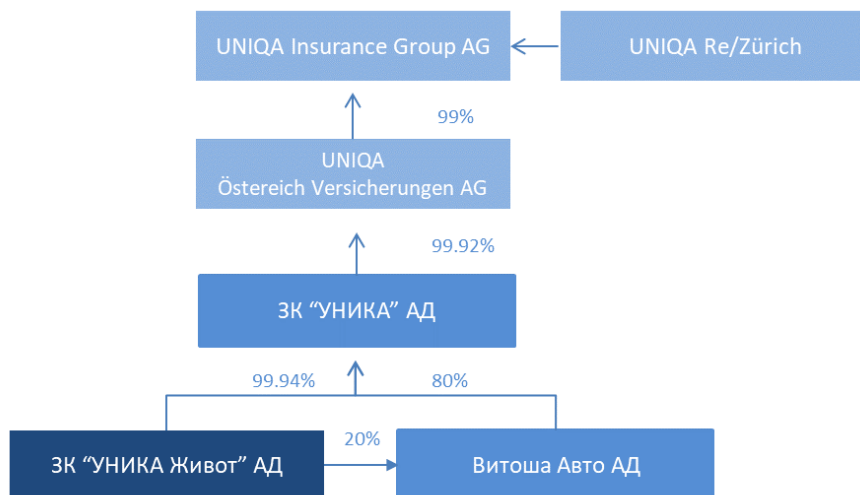 UNIQA Insurance Group AG
UNIQA Re/Zürich
99%
UNIQA
Östereich Versicherungen AG
99.92%
ЗК “УНИКА” АД
99.94%
80%
ЗК “УНИКА Живот” АД
20%
Витоша Авто АД